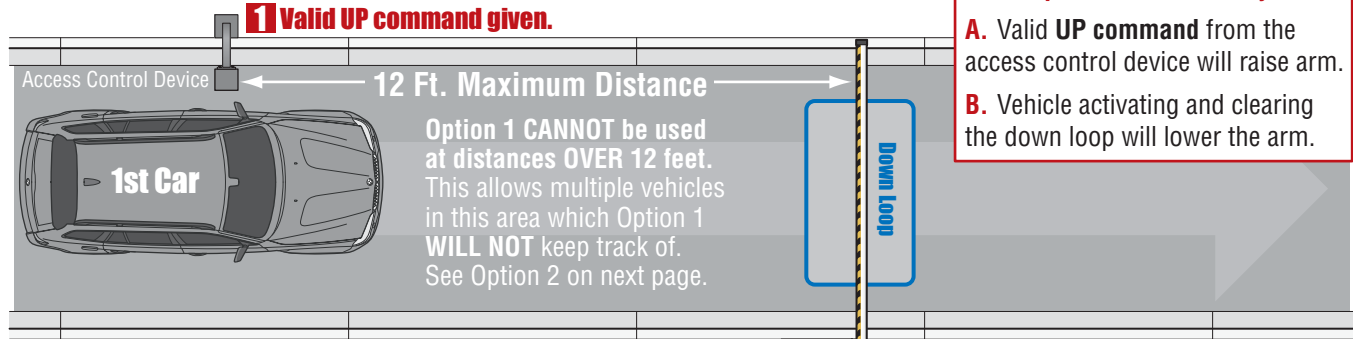 1 Valid UP command given.
Access Control Device
12 Ft. Maximum Distance
Option 1 CANNOT be used
at distances OVER 12 feet.
This allows multiple vehicles
in this area which Option 1
WILL NOT keep track of.
See Option 2 on next page.
1st Car
Down Loop
A. Valid UP command from the
access control device will raise arm.
B. Vehicle activating and clearing
the down loop will lower the arm.